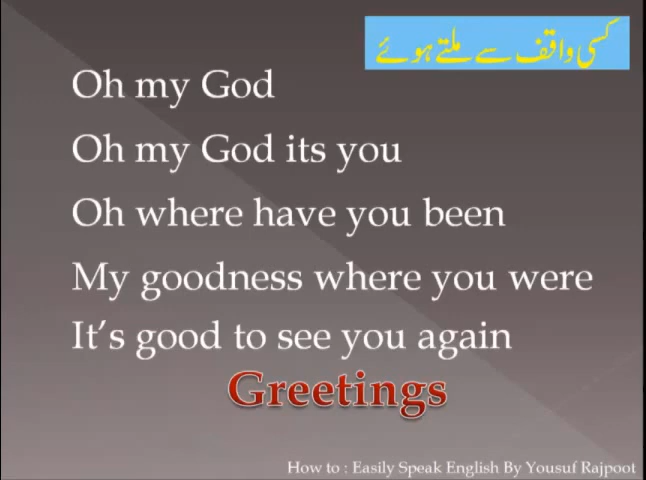 کسی واقف سے ملتے ہوئے
Oh my God
Oh my God its you
Oh where have you been
My goodness where you were
It’s good to see you again
Greetings
How to : Easily Speak English By Yousuf Rajpoot